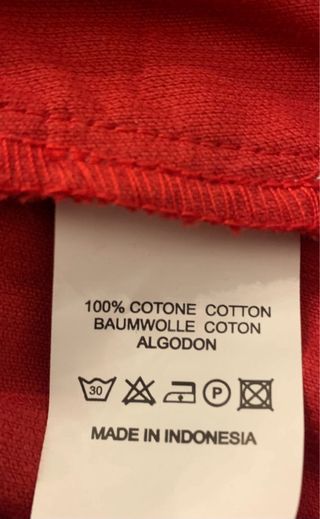 100% COTONE COTTON
BAUMWOLLE COTON
ALGODON
30 P
MADE IN INDONESIA